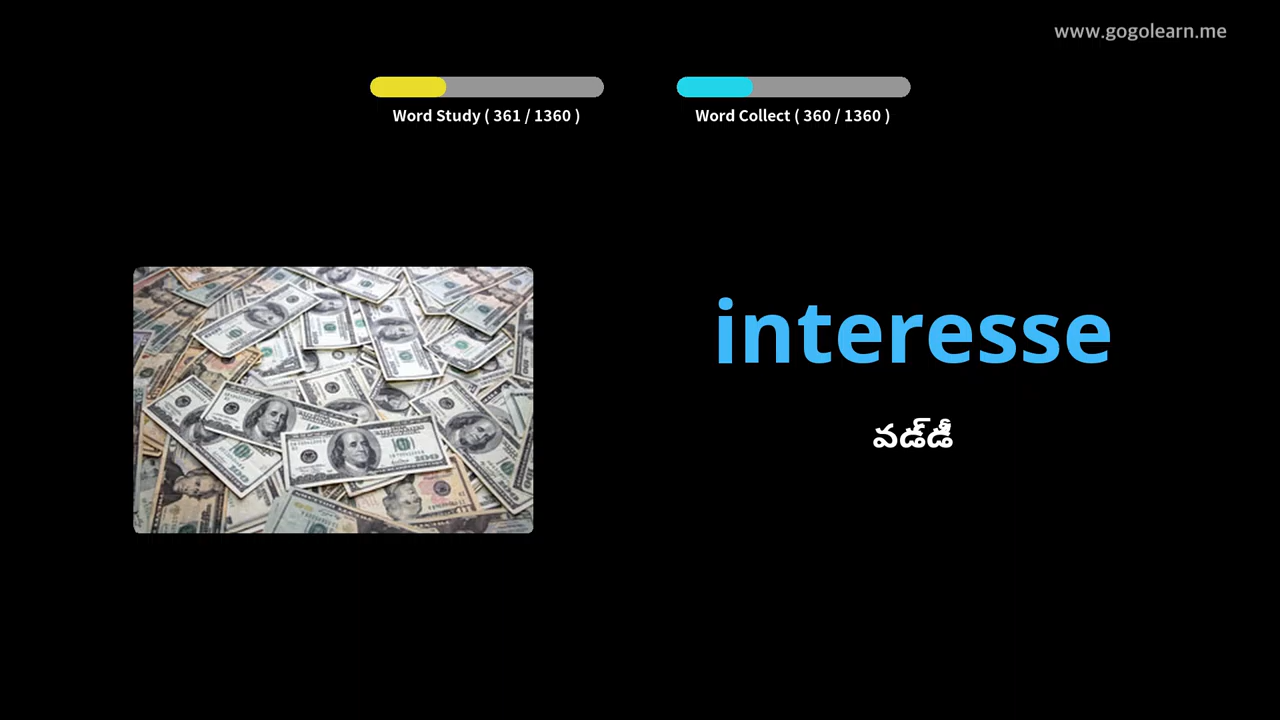 www.gogolearn.me
Word Study ( 361 / 1360 )
Word Collect ( 360 / 1360 )
interesse
వడ్‌డీ